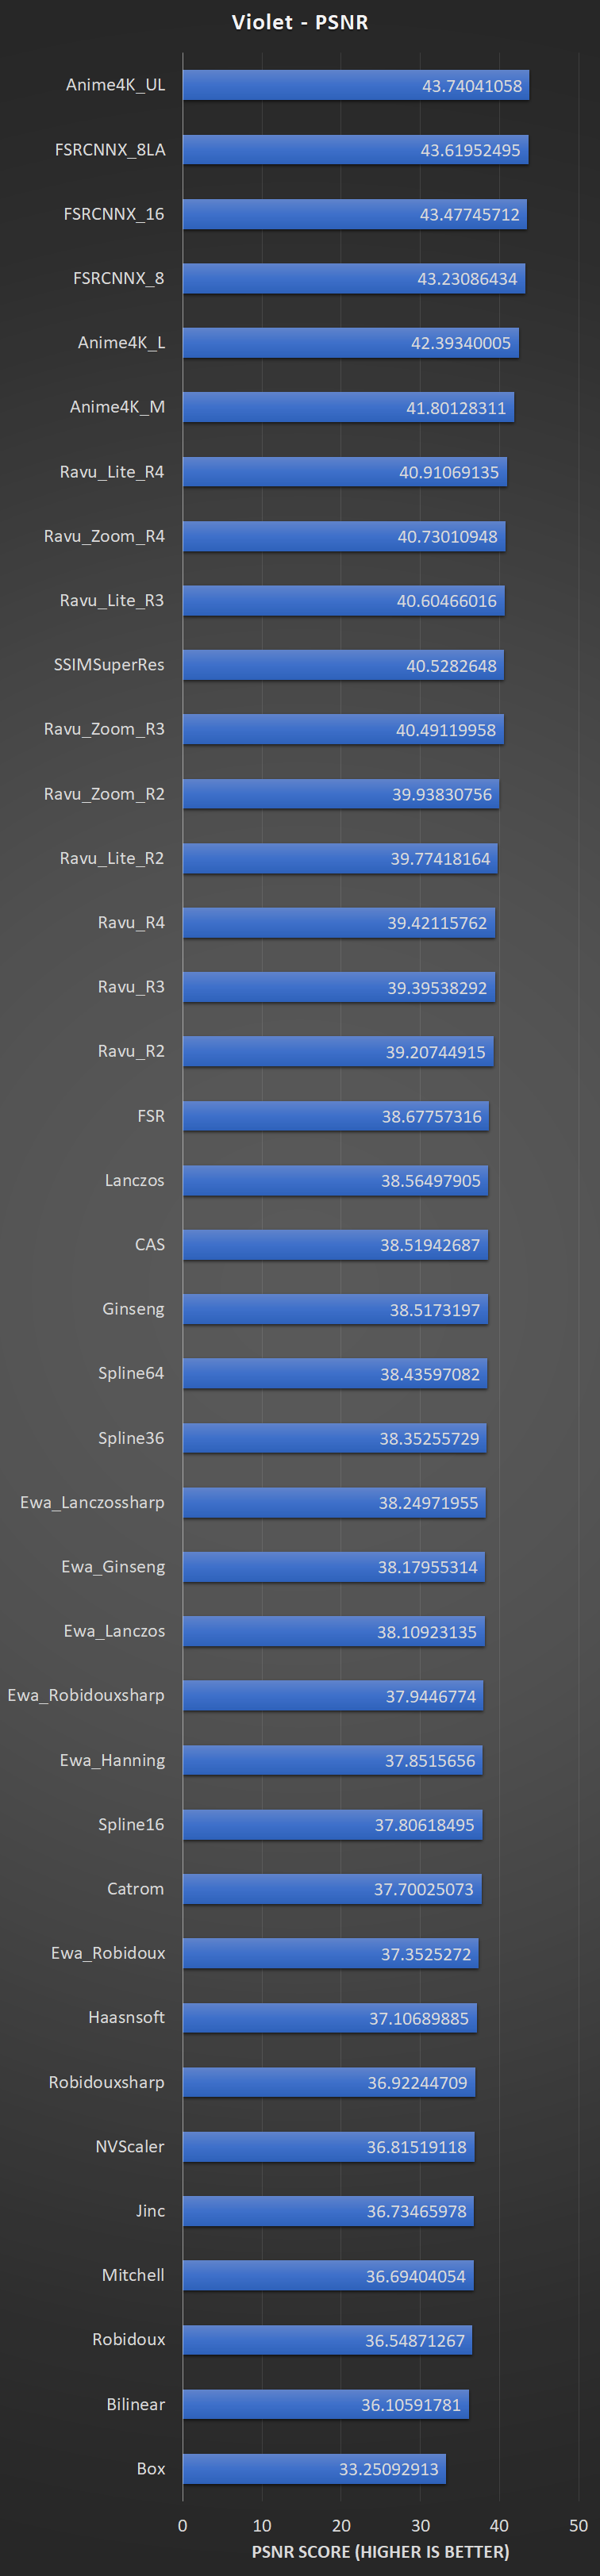 Violet - PSNR
Anime4K_UL 43.74041058
FSRCNNX_8LA 43.61952495
FSRCNNX_16 43.47745712
FSRCNNX_8 43.23086434
Anime4K_L 42.39340005
Anime4K_M 41.80128311
Ravu_Lite_R4 40.91069135
Ravu_Zoom_R4 40.73010948
Ravu_Lite_R3 40.60466016
SSIMSuperRes 40.5282648
Ravu_Zoom_R3 40.49119958
Ravu_Zoom_R2 39.93830756
Ravu_Lite_R2 39.77418164
Ravu_R4 39.42115762
Ravu_R3 39.39538292
Ravu_R2 39.20744915
FSR 38.67757316
Lanczos 38.56497905
CAS 38.51942687
Ginseng 38.5173197
Spline64 38.43597082
Spline36 38.35255729
Ewa_Lanczossharp 38.24971955
Ewa_Ginseng 38.17955314
Ewa_Lanczos 38.10923135
Ewa_Robidouxsharp 37.9446774
Ewa_Hanning 37.8515656
Spline16 37.80618495
Catrom 37.70025073
Ewa_Robidoux 37.3525272
Haasnsoft 37.10689885
Robidouxsharp 36.92244709
NVScaler 36.81519118
Jinc 36.73465978
Mitchell 36.69404054
Robidoux 36.54871267
Bilinear 36.10591781
Box 33.25092913
0 10 20 30 40 50
PSNR SCORE (HIGHER IS BETTER)